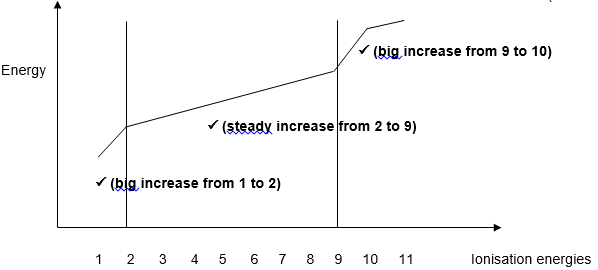 ✓ (big increase from 9 to 10)
Energy
✓ (steady increase from 2 to 9)
✓ (big increase from 1 to 2)
1 2 3 4 5 6 7 8 9 10 11 Ionisation energies